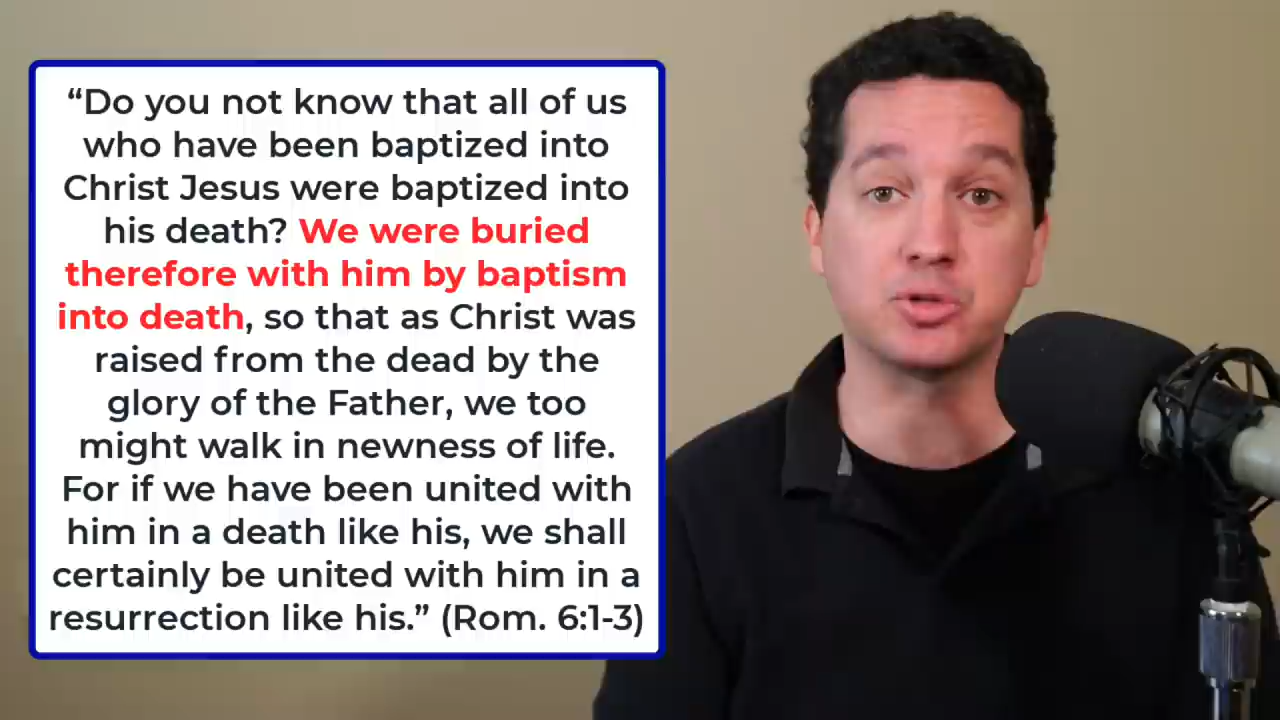 “Do you not know that all of us
who have been baptized into
Christ Jesus were baptized into
his death? We were buried
therefore with him by baptism
into death, so that as Christ was
raised from the dead by the
glory of the Father, we too
might walk in newness of life.
For if we have been united with
him in a death like his, we shall
certainly be united with him in a
resurrection like his.” (Rom. 6:1-3)